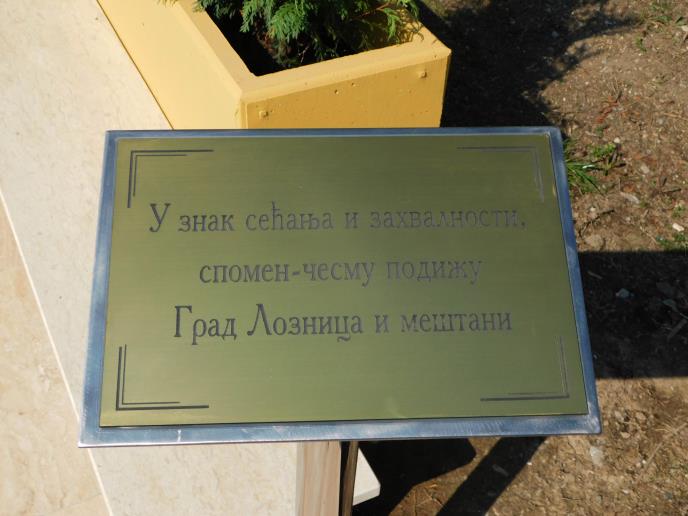 У знак сећања и захвалности,
спомен-чесму подижу
Град Лозница и мештани